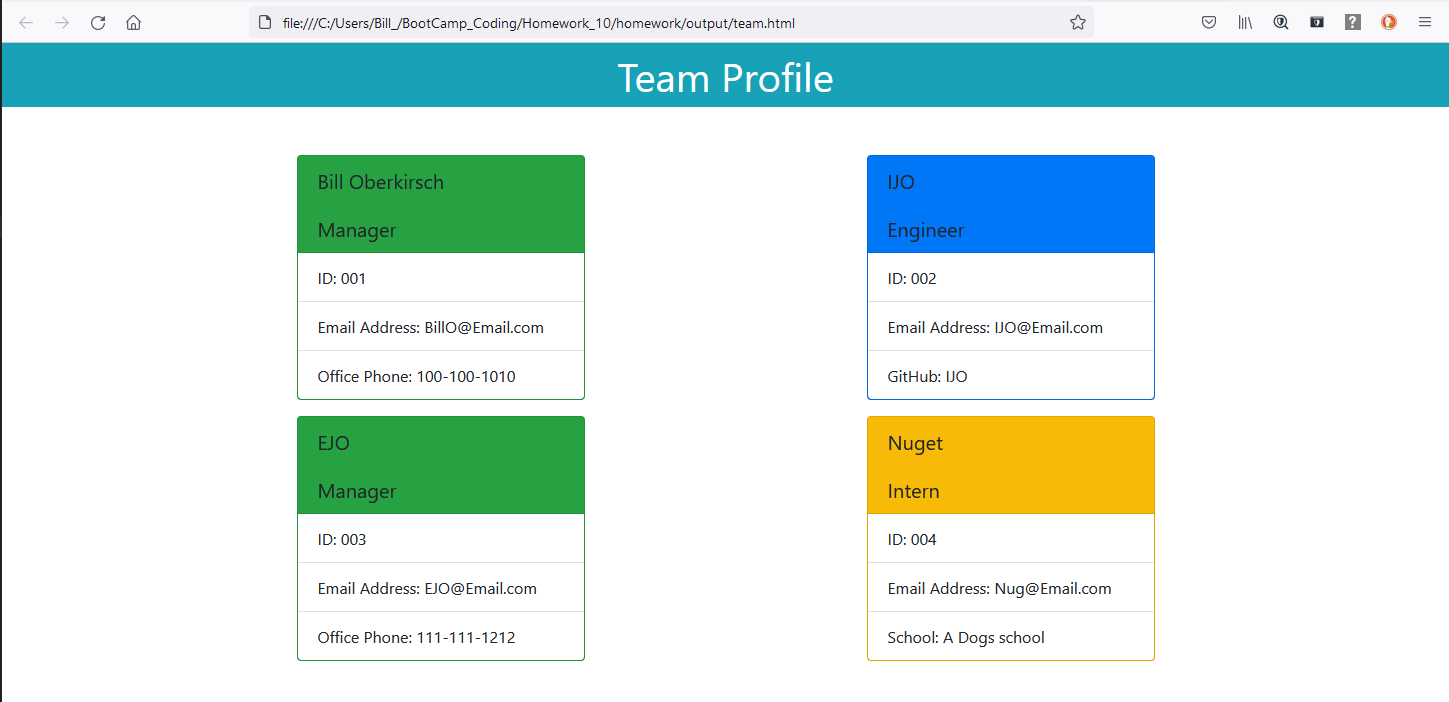 file:///C:/Users/Bill_/BootCamp_Coding/Homework_10/homework/output/team.html
Team Profile
Bill Oberkirsch
Manager
ID: 001
Email Address: BillO@Email.com
Office Phone: 100-100-1010
IJO
Engineer
ID: 002
Email Address: IJO@Email.com
GitHub: IJO
EJO
Manager
ID: 003
Email Address: EJO@Email.com
Office Phone: 111-111-1212
Nuget
Intern
ID: 004
Email Address: Nug@Email.com
School: A Dogs school